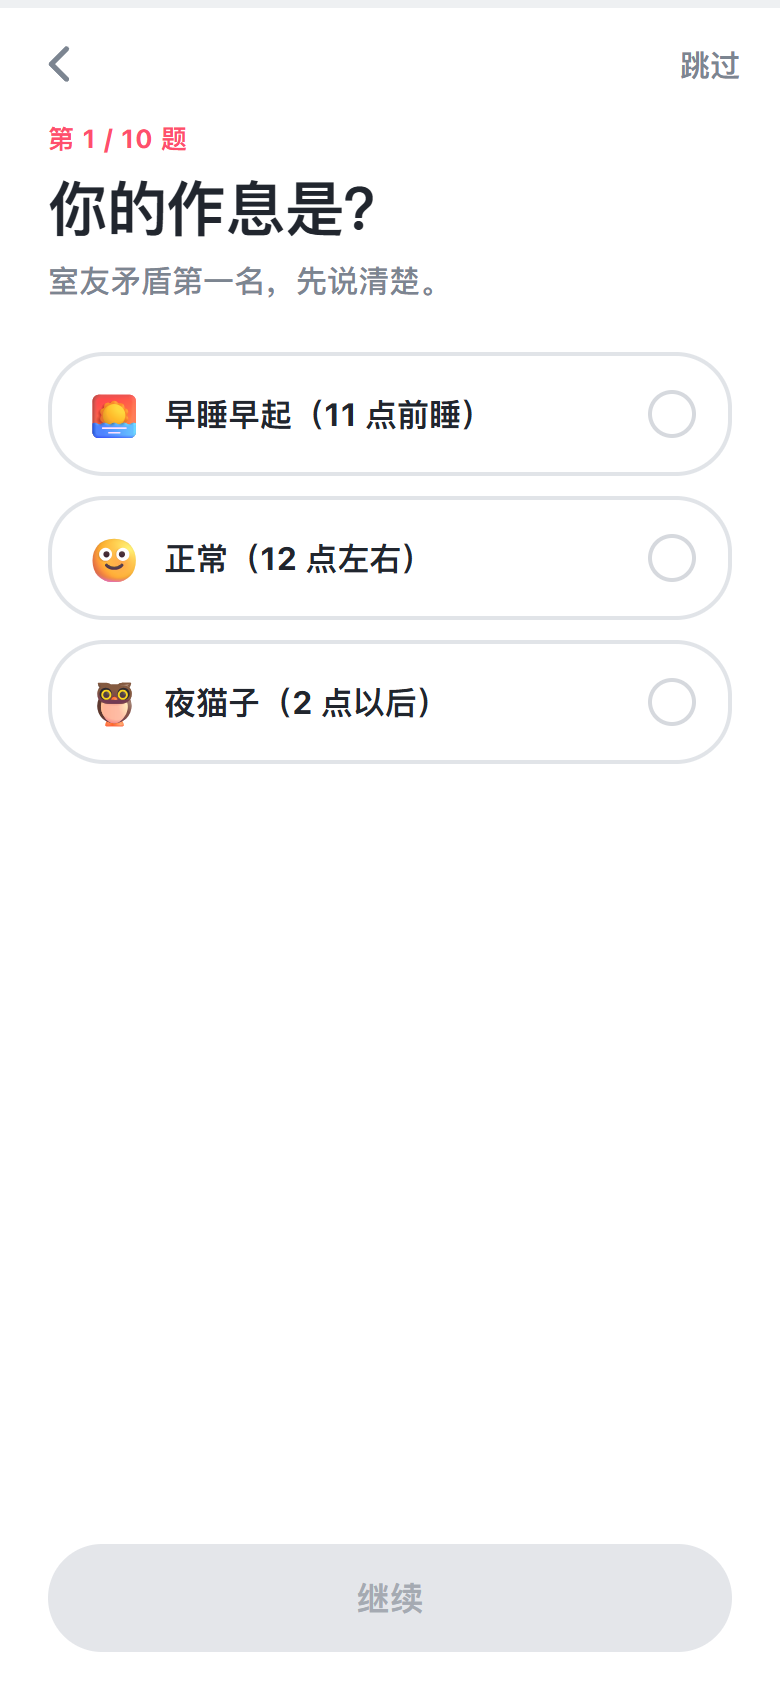 跳过
第 1 / 10 题
你的作息是?
室友矛盾第一名，先说清楚。
早睡早起（11 点前睡）
正常（12 点左右）
夜猫子（2 点以后）
继续